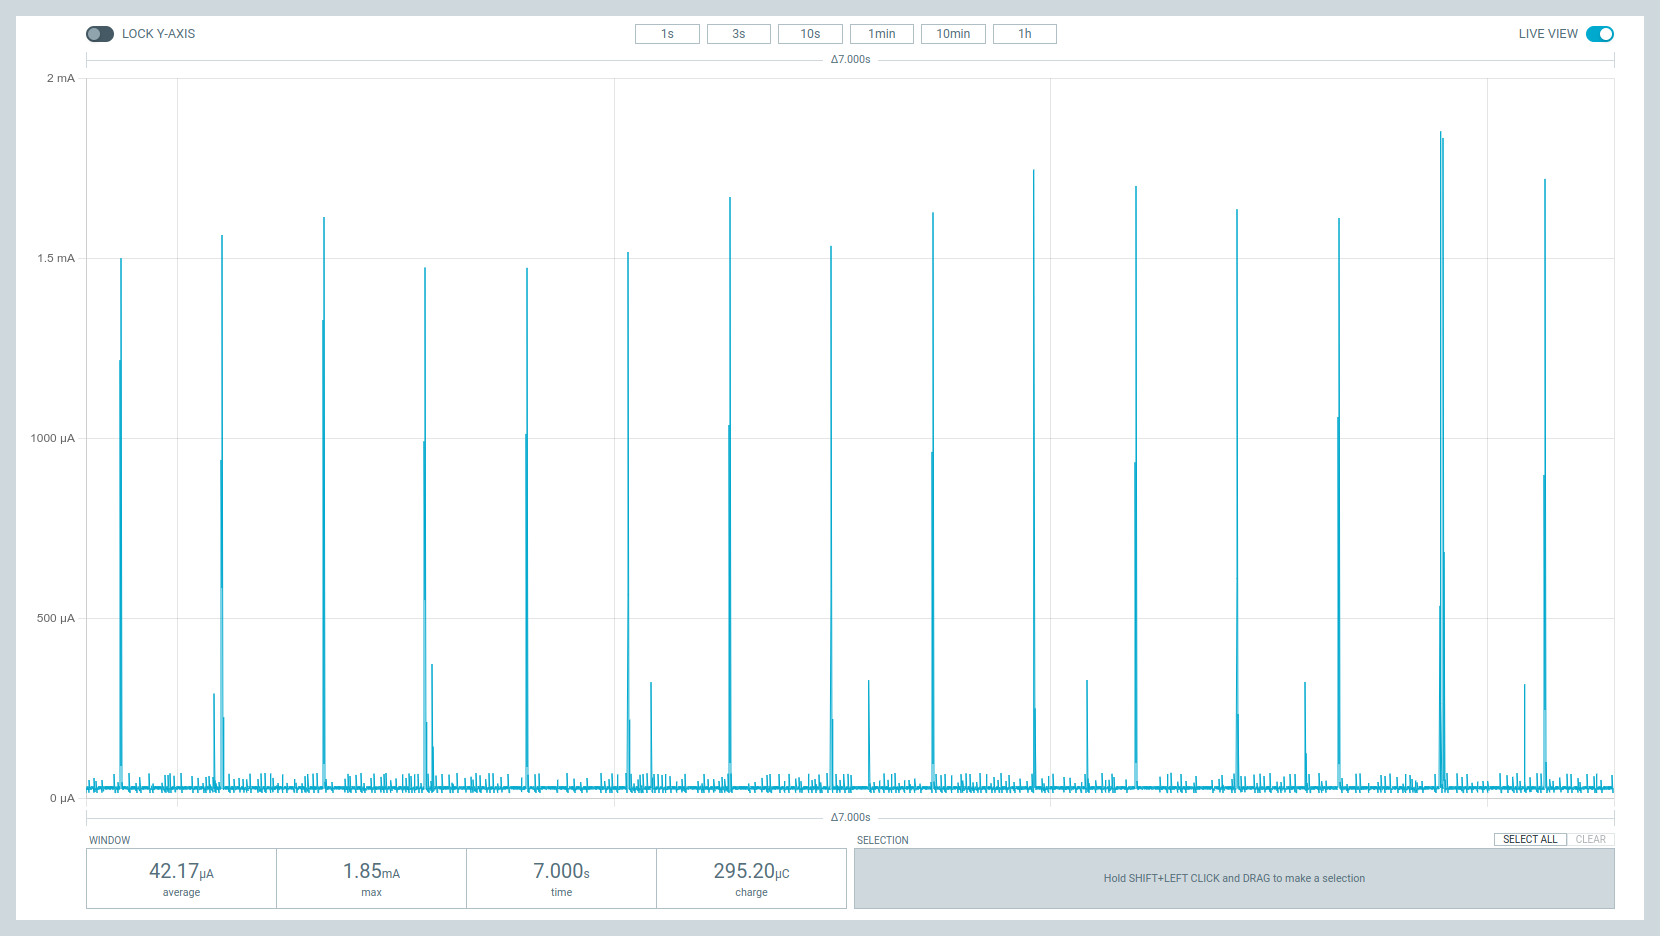 LOCK Y-AXIS
1s 3s 10s 1min 10min 1h
LIVE VIEW
Δ7.000s
2 mA
1.5 mA
1000 µA
500 µA
0 µA
Δ7.000s
WINDOW
42.17µA
average
1.85mA
max
7.000s
time
295.20µC
charge
SELECTION
SELECT ALL
CLEAR
Hold SHIFT+LEFT CLICK and DRAG to make a selection